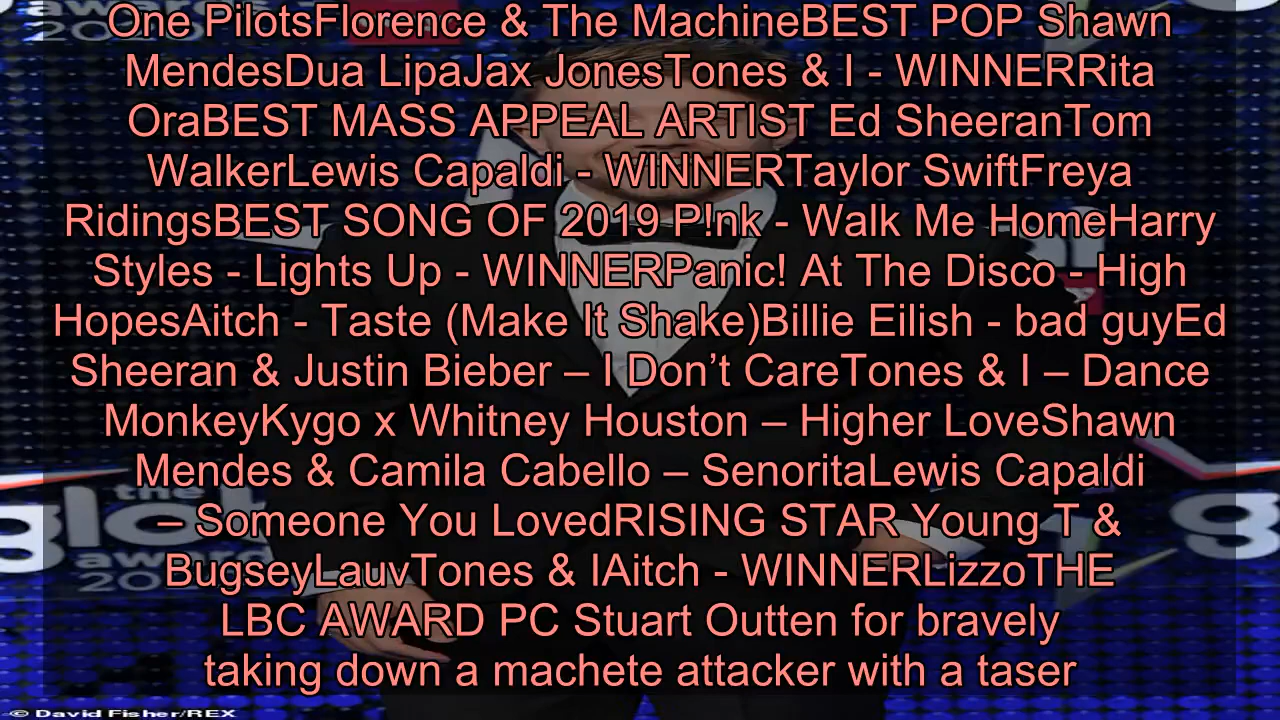 One PilotsFlorence & The MachineBEST POP Shawn
MendesDua LipaJax JonesTones & I - WINNERRita
OraBEST MASS APPEAL ARTIST Ed SheeranTom
WalkerLewis Capaldi - WINNERTaylor SwiftFreya
RidingsBEST SONG OF 2019 P!nk - Walk Me HomeHarry
Styles - Lights Up - WINNERPanic! At The Disco - High
HopesAitch - Taste (Make It Shake)Billie Eilish - bad guyEd
Sheeran & Justin Bieber – I Don’t CareTones & I – Dance
MonkeyKygo x Whitney Houston – Higher LoveShawn
Mendes & Camila Cabello – SenoritaLewis Capaldi
– Someone You LovedRISING STAR Young T &
BugseyLauvTones & IAitch - WINNERLizzoTHE
LBC AWARD PC Stuart Outten for bravely
taking down a machete attacker with a taser
the
awards
© David Fisher/REX